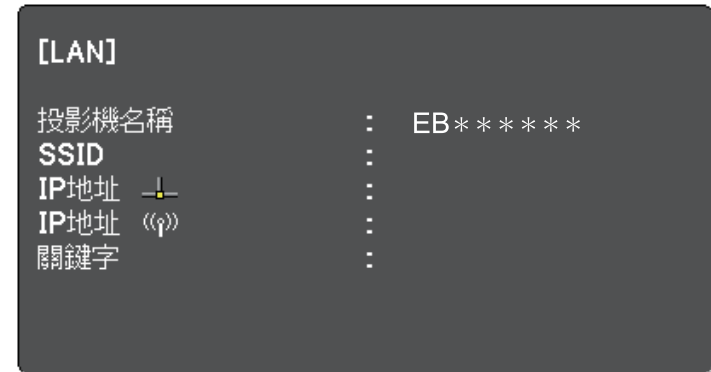 [LAN]
投影機名稱 : EB＊＊＊＊＊＊
SSID :
IP地址 :
IP地址 :
關鍵字 :